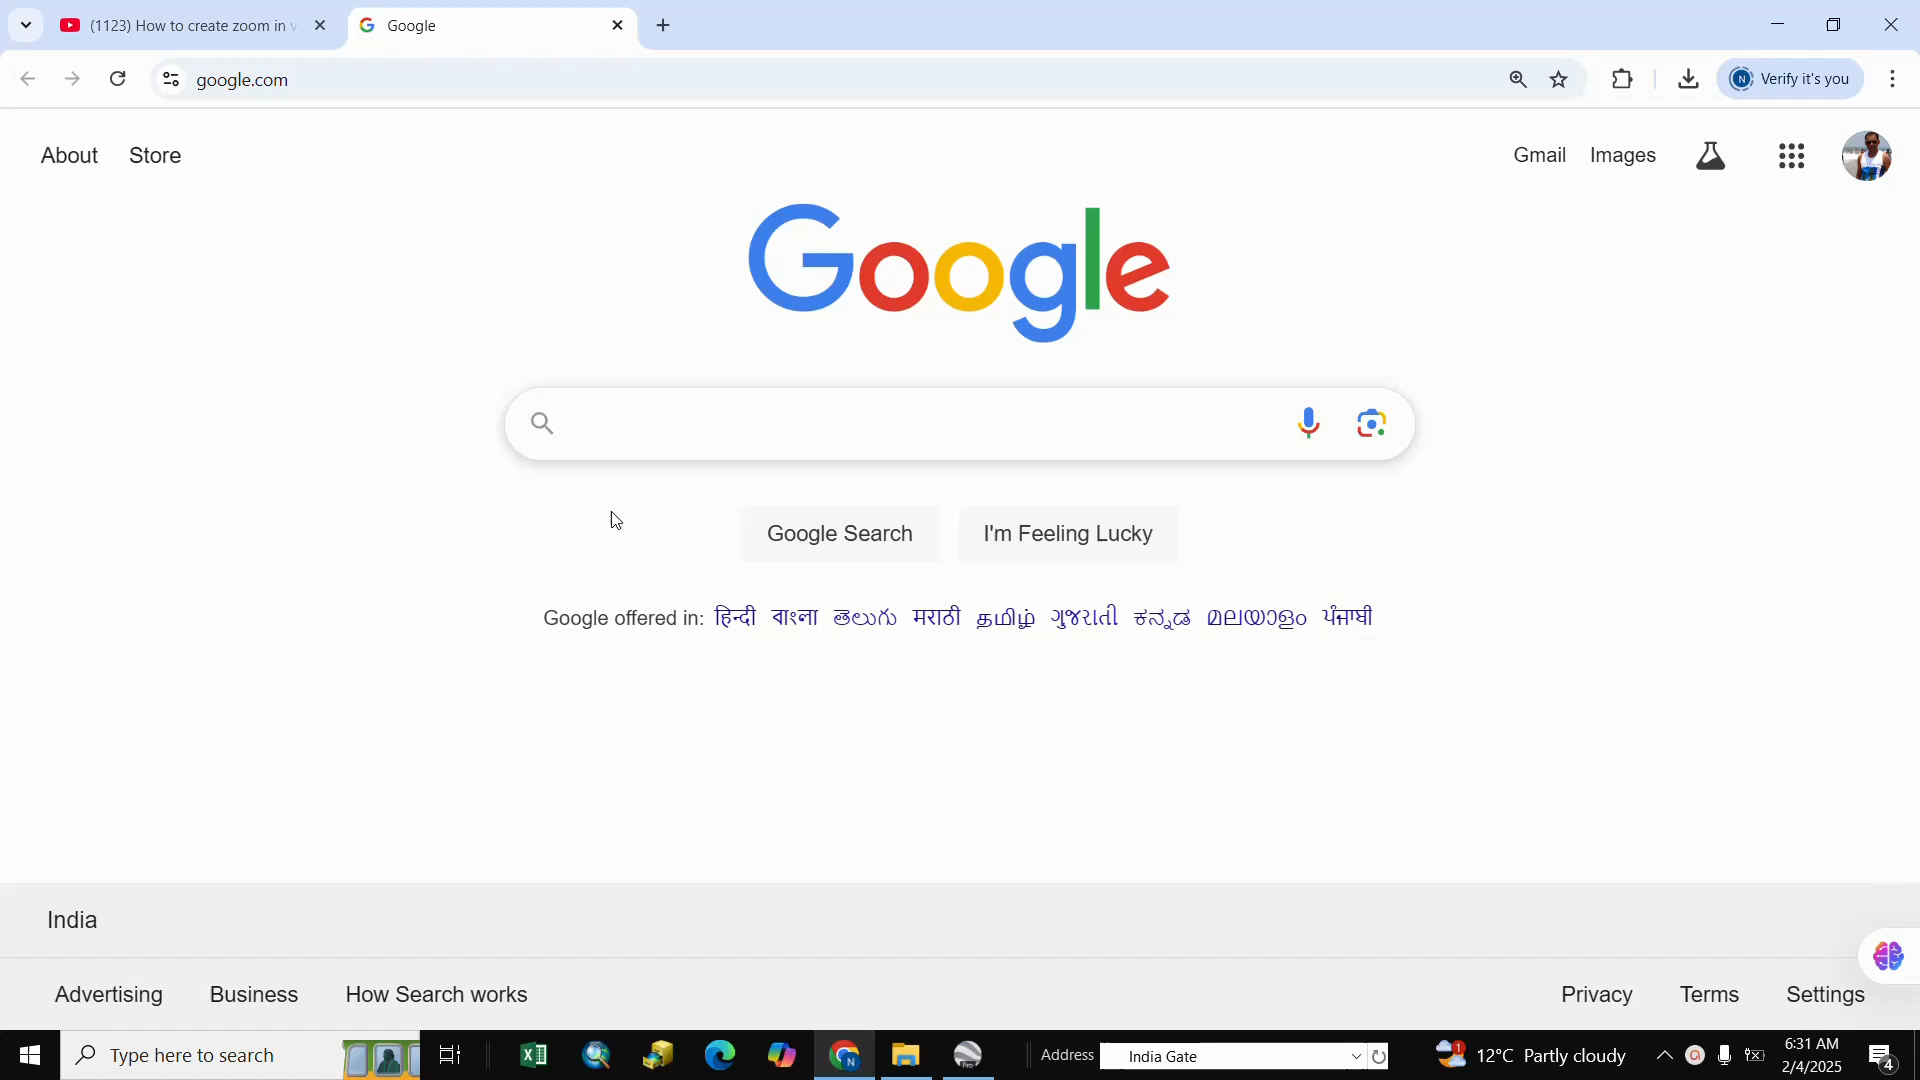 (1123) How to create zoom in v
Google
google.com
Verify it's you
About Store
Gmail Images
Google
Google Search
I'm Feeling Lucky
Google offered in: हिन्दी বাংলা తెలుగు मराठी தமிழ் ગુજરાતી ಕನ್ನಡ മലയാളം ਪੰਜਾਬੀ
India
Advertising Business How Search works
Privacy Terms Settings
Type here to search
Address India Gate
1
12°C Partly cloudy
6:31 AM
2/4/2025
4